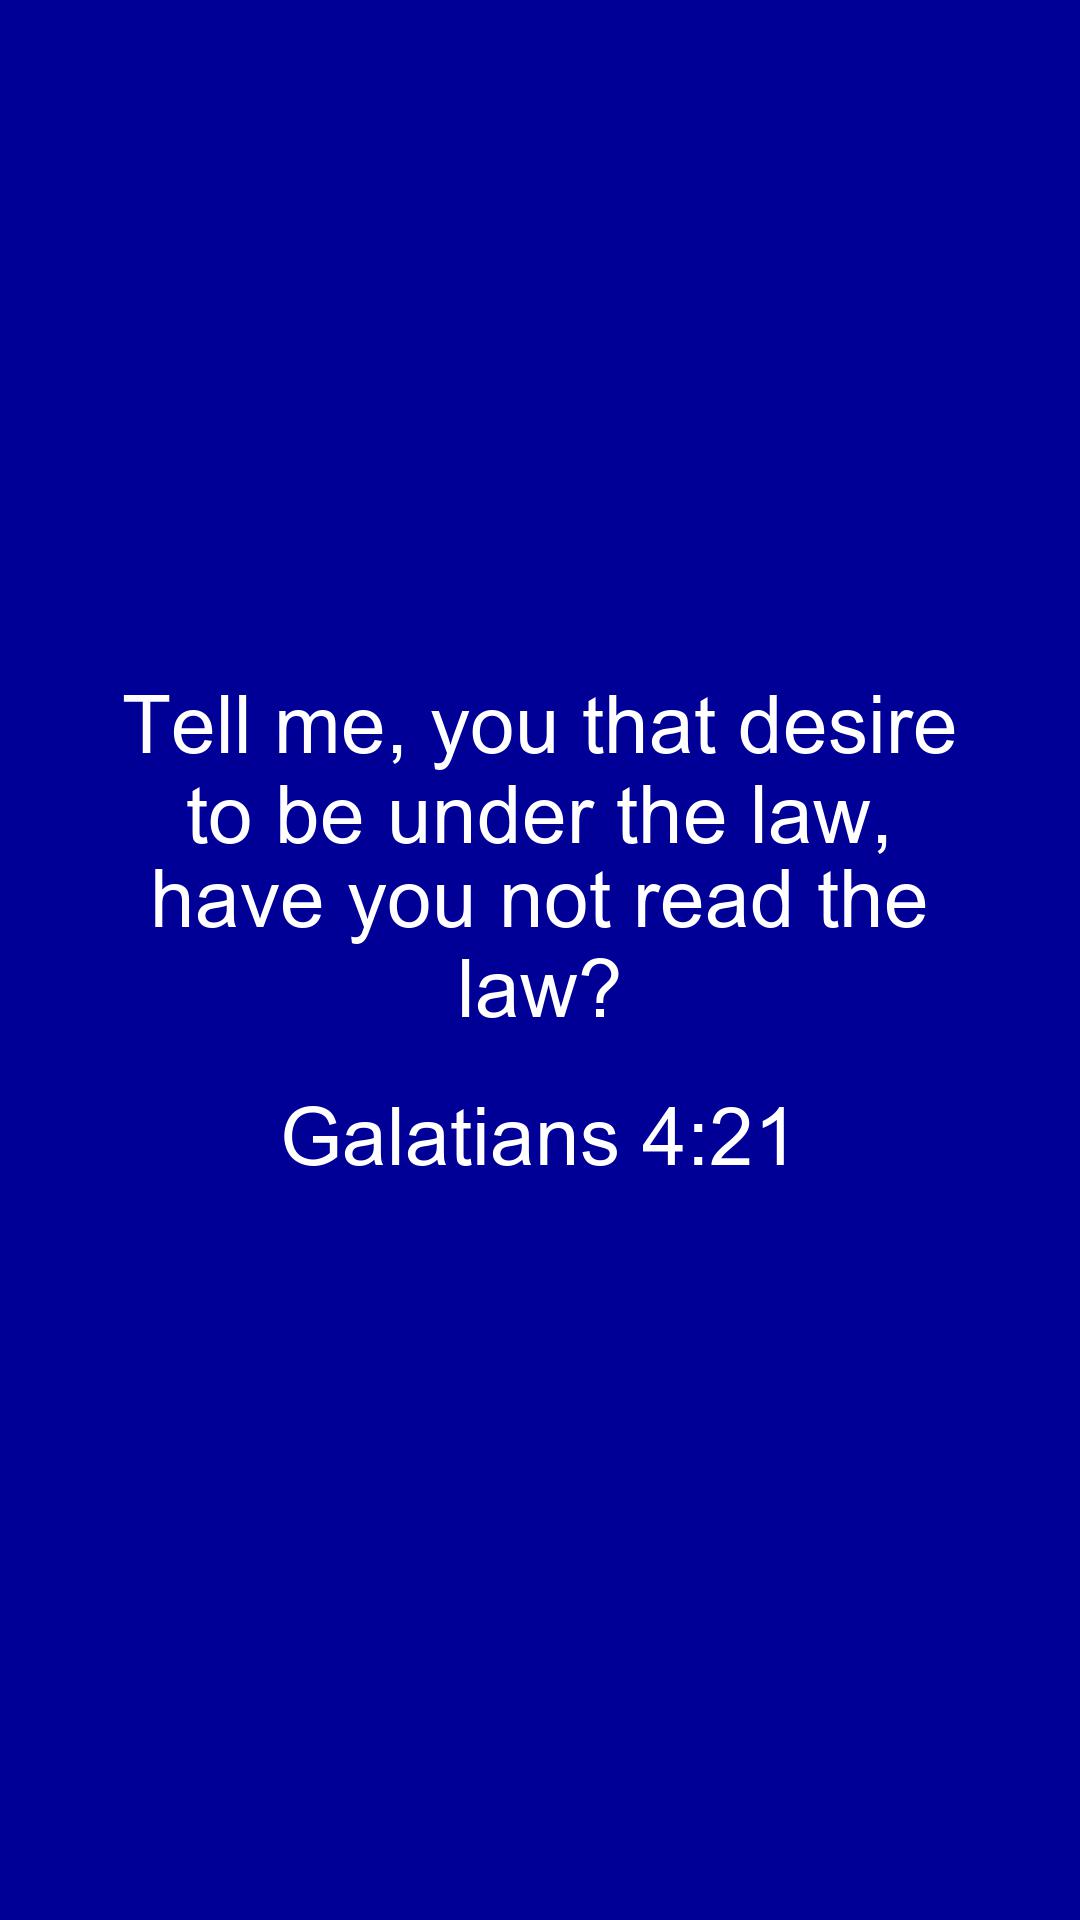 Tell me, you that desire
to be under the law,
have you not read the
law?
Galatians 4:21